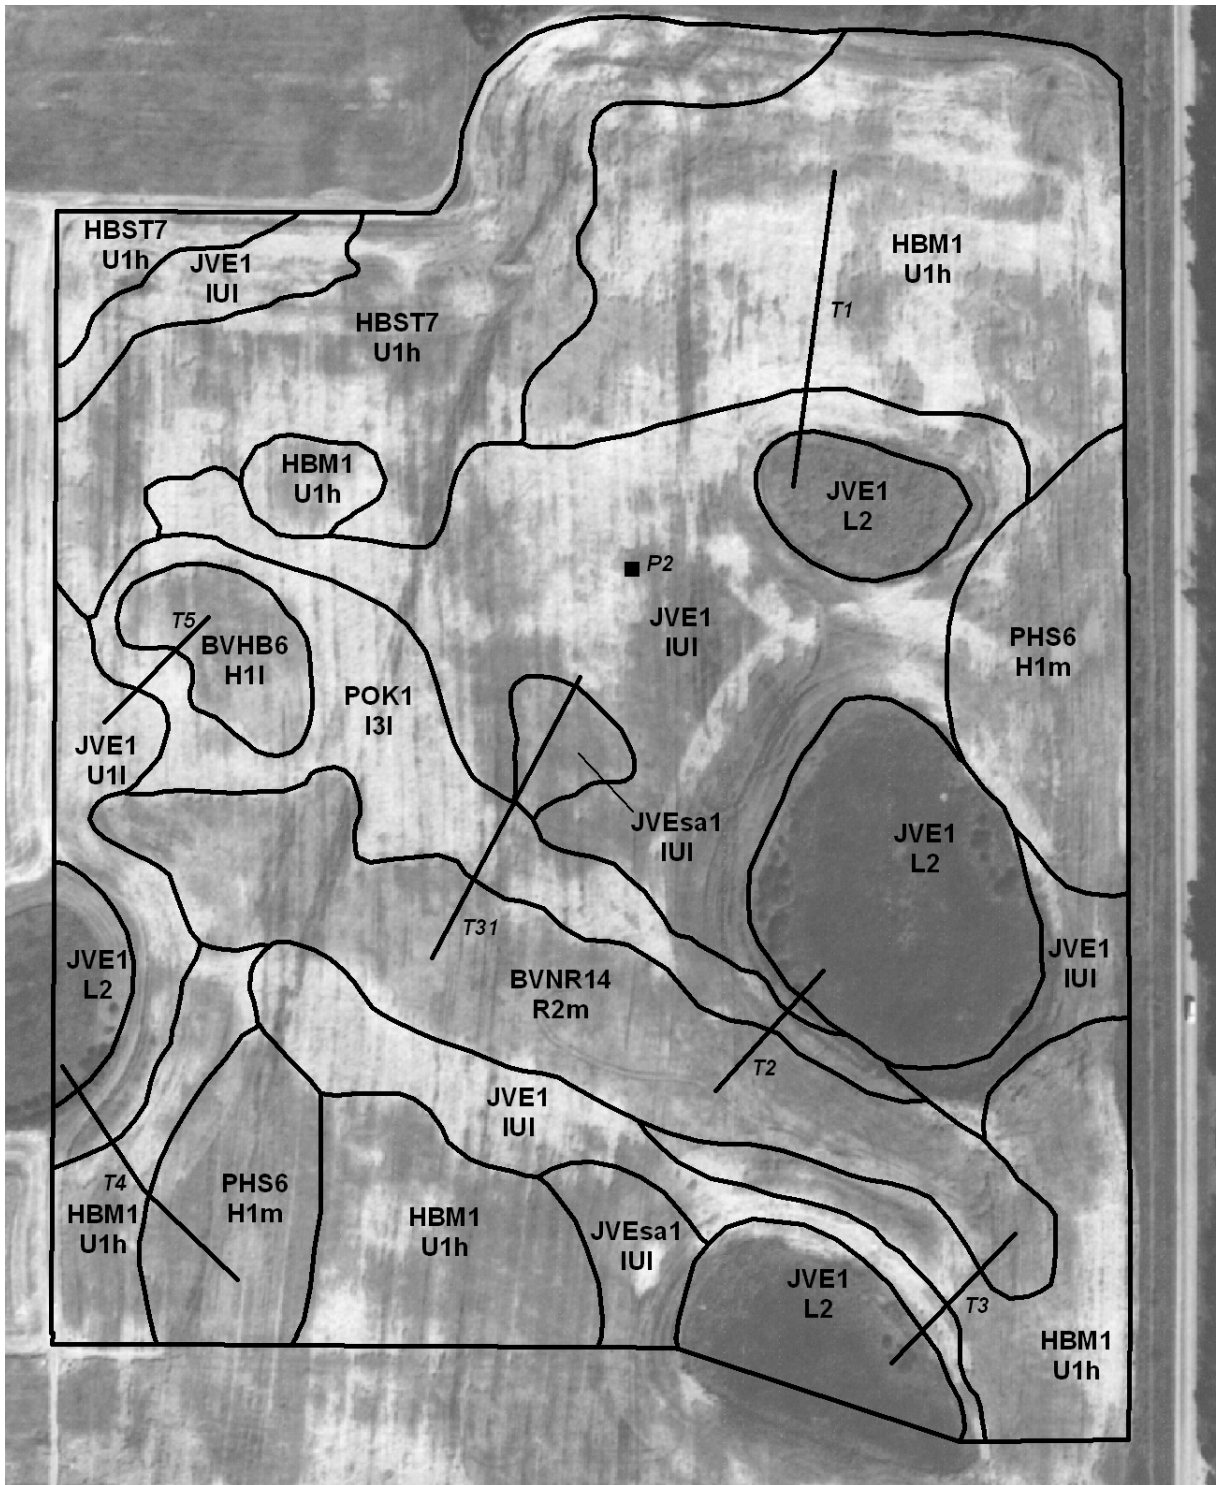 HBST7
U1h
JVE1
IUI
HBM1
U1h
T1
HBST7
U1h
HBM1
U1h
JVE1
L2
P2
JVE1
IUI
T5
BVHB6
H1I
PHS6
H1m
POK1
I3I
JVE1
U1I
JVEsa1
IUI
JVE1
L2
T31
JVE1
L2
BVNR14
R2m
JVE1
IUI
T2
JVE1
IUI
T4
PHS6
H1m
HBM1
U1h
HBM1
U1h
JVEsa1
IUI
JVE1
L2
T3
HBM1
U1h